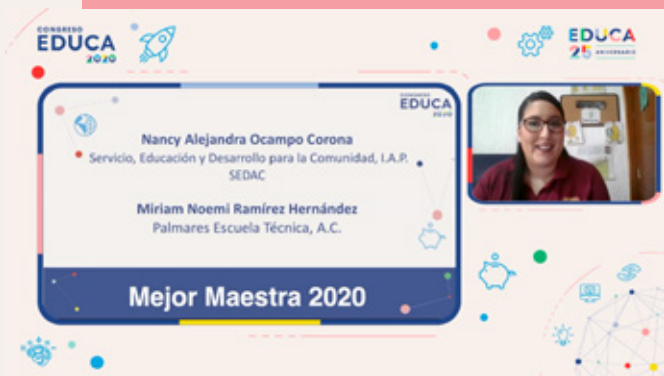 CONGRESO
EDUCA
2020
EDUCA
25 ANIVERSARIO
CONGRESO
EDUCA
2020
Nancy Alejandra Ocampo Corona
Servicio, Educación y Desarrollo para la Comunidad, I.A.P.
SEDAC
Miriam Noemi Ramírez Hernández
Palmares Escuela Técnica, A.C.
Mejor Maestra 2020